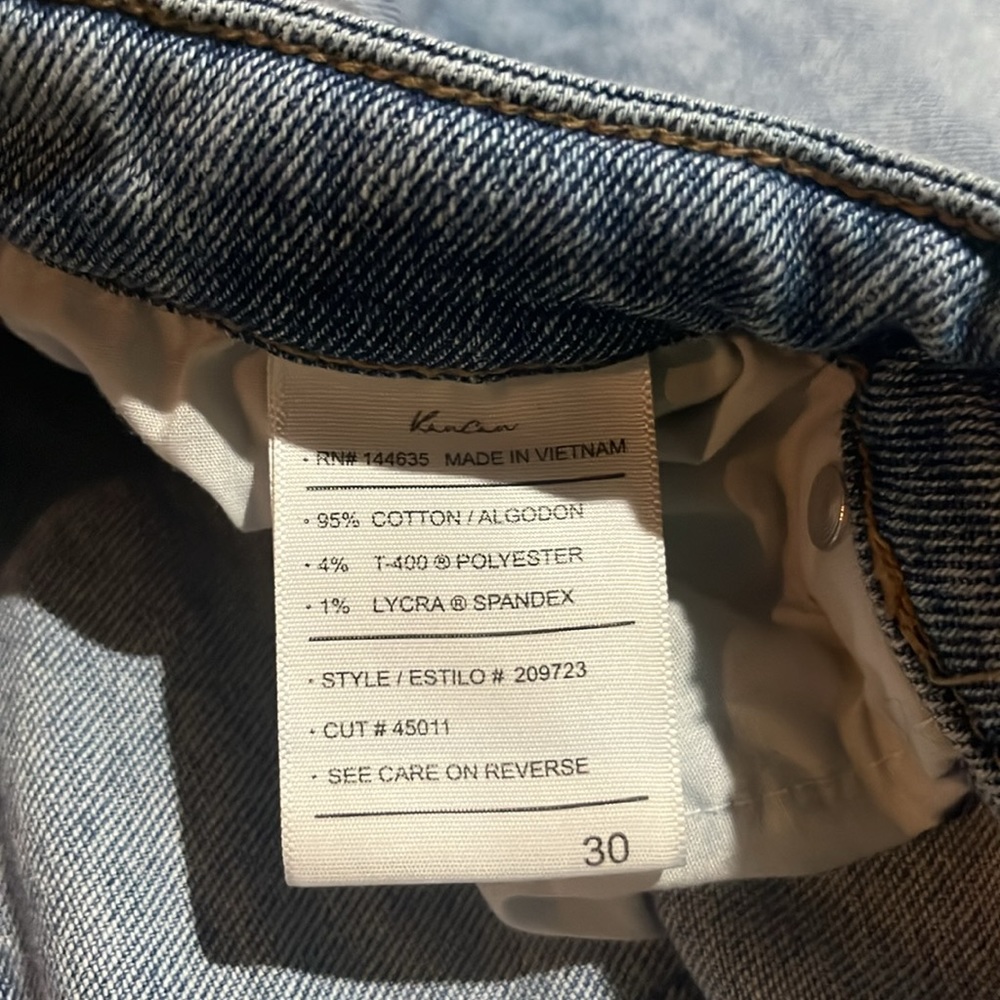 KanCan
• RN# 144635 MADE IN VIETNAM
• 95% COTTON / ALGODON
• 4% T-400 ® POLYESTER
• 1% LYCRA ® SPANDEX
• STYLE / ESTILO # 209723
• CUT # 45011
• SEE CARE ON REVERSE
30